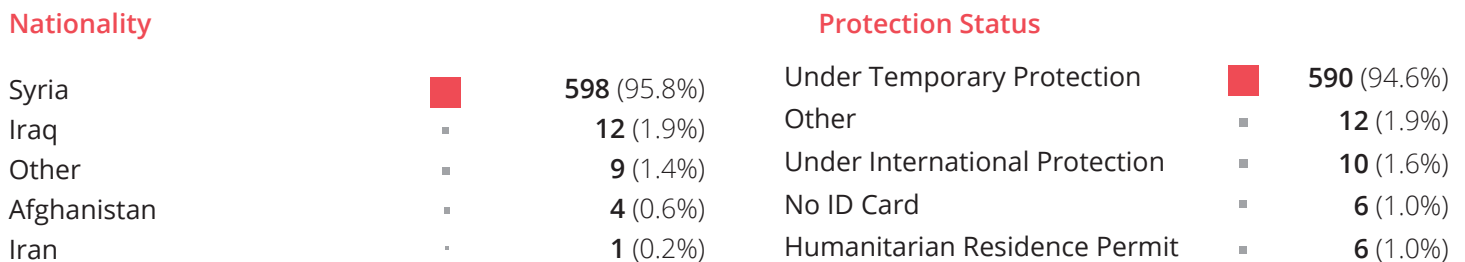 Nationality
Syria 598 (95.8%)
Iraq 12 (1.9%)
Other 9 (1.4%)
Afghanistan 4 (0.6%)
Iran 1 (0.2%)
Protection Status
Under Temporary Protection 590 (94.6%)
Other 12 (1.9%)
Under International Protection 10 (1.6%)
No ID Card 6 (1.0%)
Humanitarian Residence Permit 6 (1.0%)